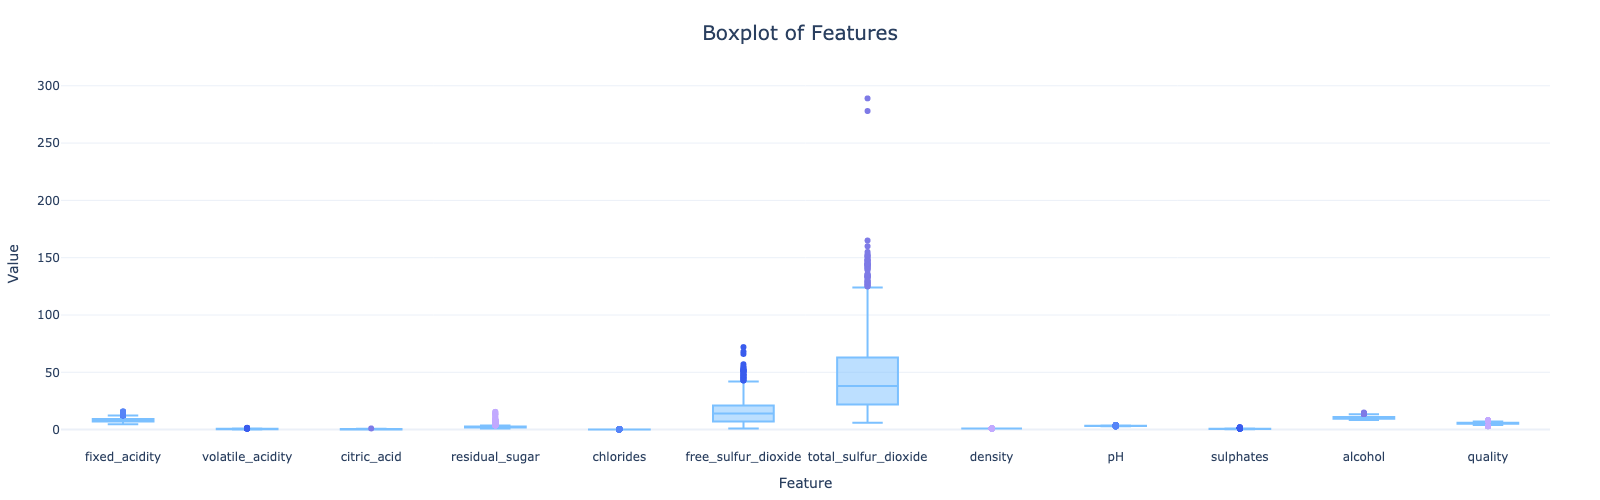 Boxplot of Features
300
250
200
150
100
50
0
Value
fixed_acidity volatile_acidity citric_acid residual_sugar chlorides free_sulfur_dioxide total_sulfur_dioxide density pH sulphates alcohol quality
Feature